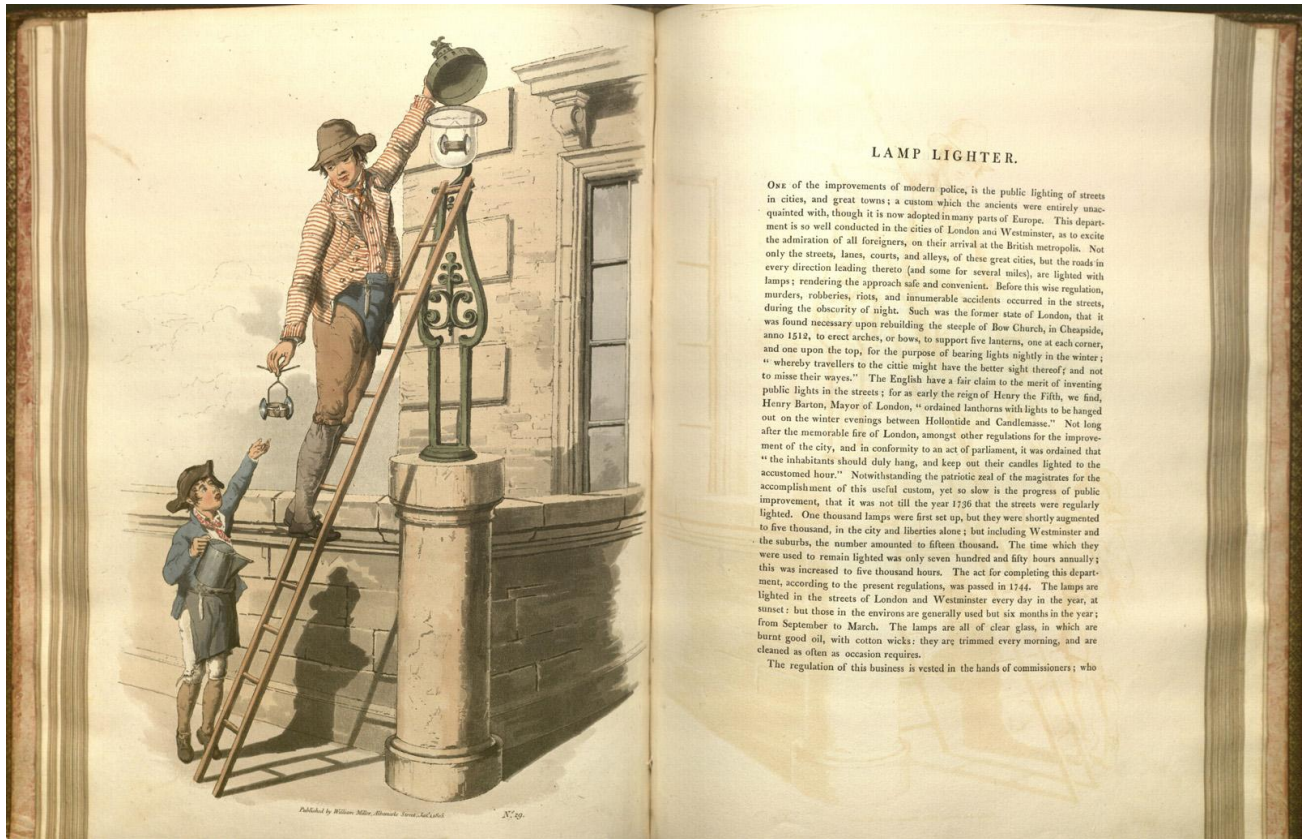 Published by William Miller, Albemarle Street, Jan.
No. 29.
LAMP LIGHTER.
ONE of the improvements of modern police, is the public lighting of streets
in cities, and great towns; a custom which the ancients were entirely unac-
quainted with, though it is now adopted in many parts of Europe. This depart-
ment is so well conducted in the cities of London and Westminster, as to excite
the admiration of all foreigners, on their arrival at the British metropolis. Not
only the streets, lanes, courts, and alleys, of these great cities, but the roads in
every direction leading thereto (and some for several miles), are lighted with
lamps; rendering the approach safe and convenient. Before this wise regulation,
murders, robberies, riots, and innumerable accidents occurred in the streets,
during the obscurity of night. Such was the former state of London, that it
was found necessary upon rebuilding the steeple of Bow Church, in Cheapside,
anno 1512, to erect arches, or bows, to support five lanterns, one at each corner,
and one upon the top, for the purpose of bearing lights nightly in the winter;
" whereby travellers to the cittie might have the better sight thereof; and not
to misse their wayes." The English have a fair claim to the merit of inventing
public lights in the streets; for as early the reign of Henry the Fifth, we find,
Henry Barton, Mayor of London, " ordained lanthorns with lights to be hanged
out on the winter evenings between Hollontide and Candlemasse." Not long
after the memorable fire of London, amongst other regulations for the improve-
ment of the city, and in conformity to an act of parliament, it was ordained that
" the inhabitants should duly hang, and keep out their candles lighted to the
accustomed hour." Notwithstanding the patriotic zeal of the magistrates for the
accomplishment of this useful custom, yet so slow is the progress of public
improvement, that it was not till the year 1736 that the streets were regularly
lighted. One thousand lamps were first set up, but they were shortly augmented
to five thousand, in the city and liberties alone; but including Westminster and
the suburbs, the number amounted to fifteen thousand. The time which they
were used to remain lighted was only seven hundred and fifty hours annually;
this was increased to five thousand hours. The act for completing this depart-
ment, according to the present regulations, was passed in 1744. The lamps are
lighted in the streets of London and Westminster every day in the year, at
sunset: but those in the environs are generally used but six months in the year;
from September to March. The lamps are all of clear glass, in which are
burnt good oil, with cotton wicks: they are trimmed every morning, and are
cleaned as often as occasion requires.
The regulation of this business is vested in the hands of commissioners; who